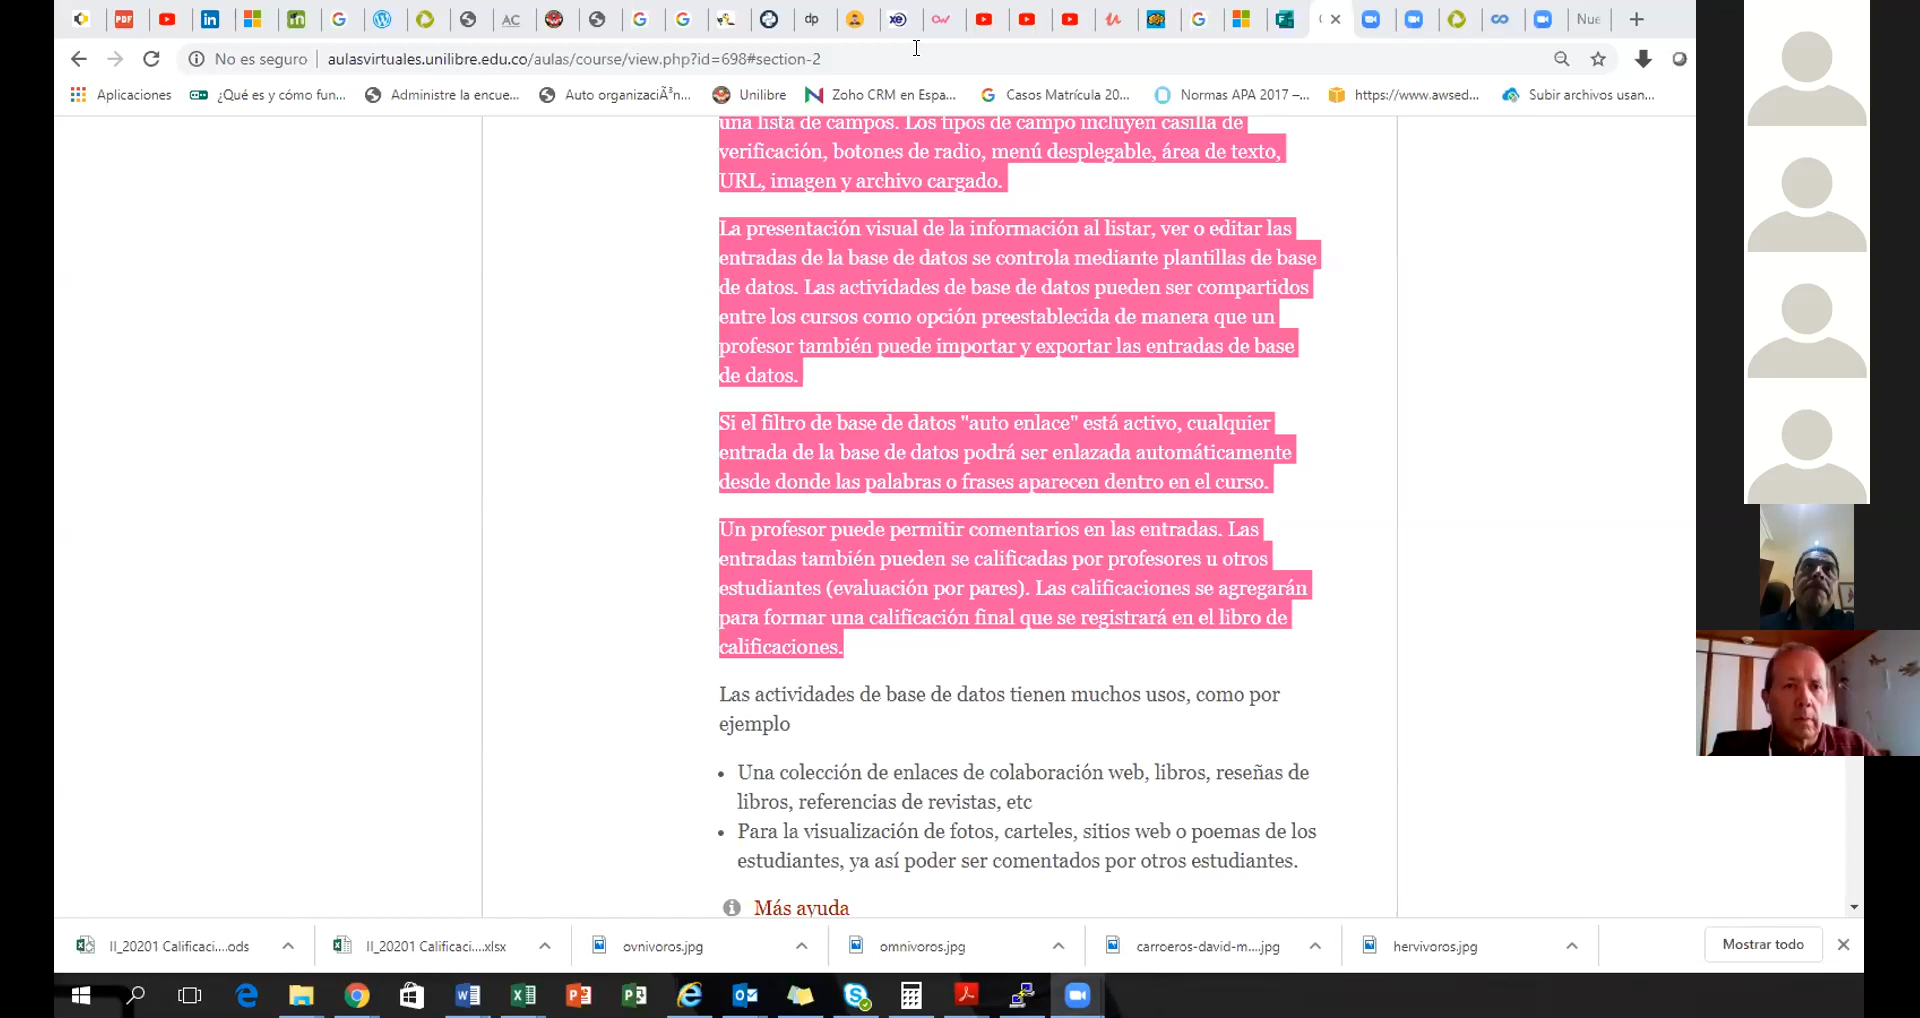 AC
dp
xe
Nue
No es seguro | aulasvirtuales.unilibre.edu.co/aulas/course/view.php?id=698#section-2
Aplicaciones ¿Qué es y cómo fun... Administre la encue... Auto organizaciÃ³n... Unilibre Zoho CRM en Espa... Casos Matrícula 20... Normas APA 2017 –... https://www.awsed... Subir archivos usan...
una lista de campos. Los tipos de campo incluyen casilla de
verificación, botones de radio, menú desplegable, área de texto,
URL, imagen y archivo cargado.
La presentación visual de la información al listar, ver o editar las
entradas de la base de datos se controla mediante plantillas de base
de datos. Las actividades de base de datos pueden ser compartidos
entre los cursos como opción preestablecida de manera que un
profesor también puede importar y exportar las entradas de base
de datos.
Si el filtro de base de datos "auto enlace" está activo, cualquier
entrada de la base de datos podrá ser enlazada automáticamente
desde donde las palabras o frases aparecen dentro en el curso.
Un profesor puede permitir comentarios en las entradas. Las
entradas también pueden se calificadas por profesores u otros
estudiantes (evaluación por pares). Las calificaciones se agregarán
para formar una calificación final que se registrará en el libro de
calificaciones.
Las actividades de base de datos tienen muchos usos, como por
ejemplo
• Una colección de enlaces de colaboración web, libros, reseñas de
libros, referencias de revistas, etc
• Para la visualización de fotos, carteles, sitios web o poemas de los
estudiantes, ya así poder ser comentados por otros estudiantes.
Más ayuda
II_20201 Calificaci....ods II_20201 Calificaci....xlsx ovnivoros.jpg omnivoros.jpg carroeros-david-m....jpg hervivoros.jpg Mostrar todo